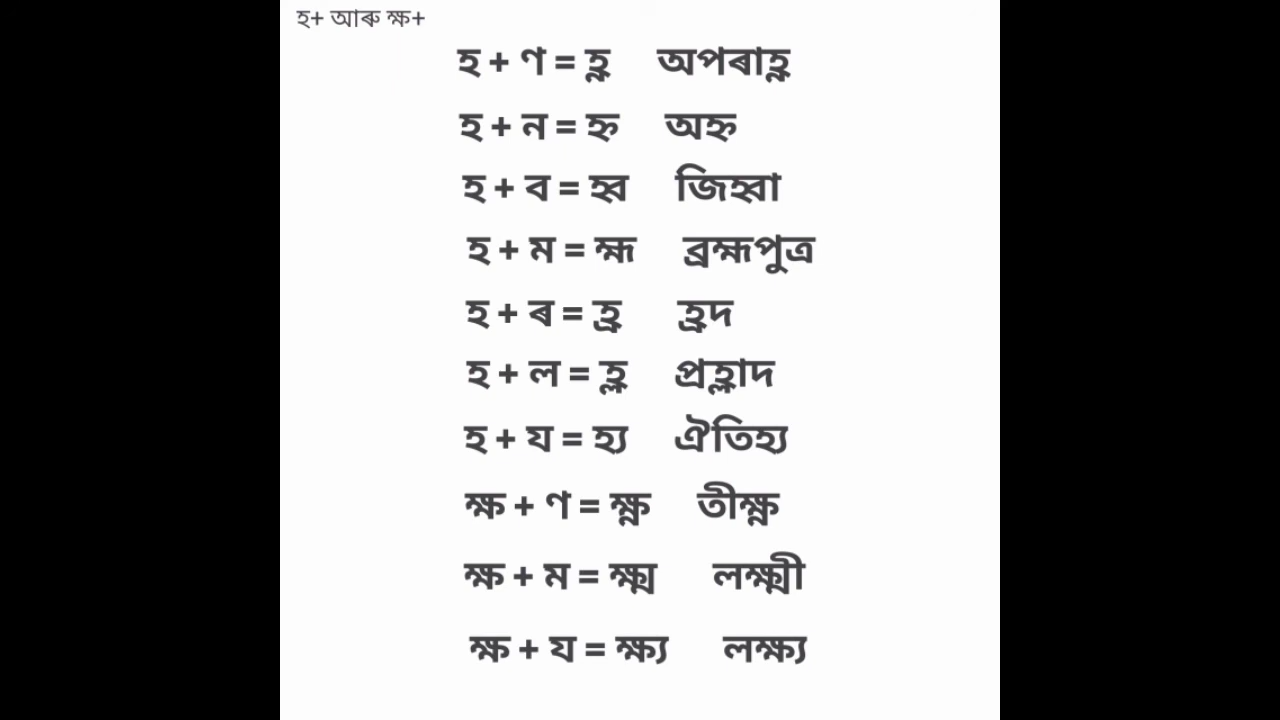 হ+ আৰু ক্ষ+
হ + ণ = হ্ণ অপৰাহ্ণ
হ + ন = হ্ন অহ্ন
হ + ব = হ্ব জিহ্বা
হ + ম = হ্ম ব্ৰহ্মপুত্ৰ
হ + ৰ = হ্ৰ হ্ৰদ
হ + ল = হ্ল প্ৰহ্লাদ
হ + য = হ্য ঐতিহ্য
ক্ষ + ণ = ক্ষ্ণ তীক্ষ্ণ
ক্ষ + ম = ক্ষ্ম লক্ষ্মী
ক্ষ + য = ক্ষ্য লক্ষ্য